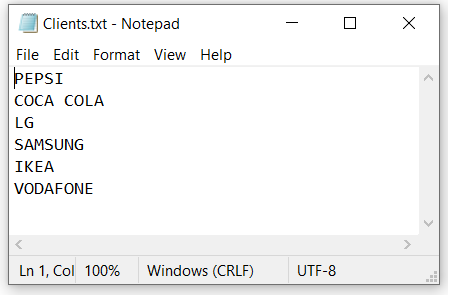 Clients.txt - Notepad
File Edit Format View Help
PEPSI
COCA COLA
LG
SAMSUNG
IKEA
VODAFONE
Ln 1, Col 100% Windows (CRLF) UTF-8